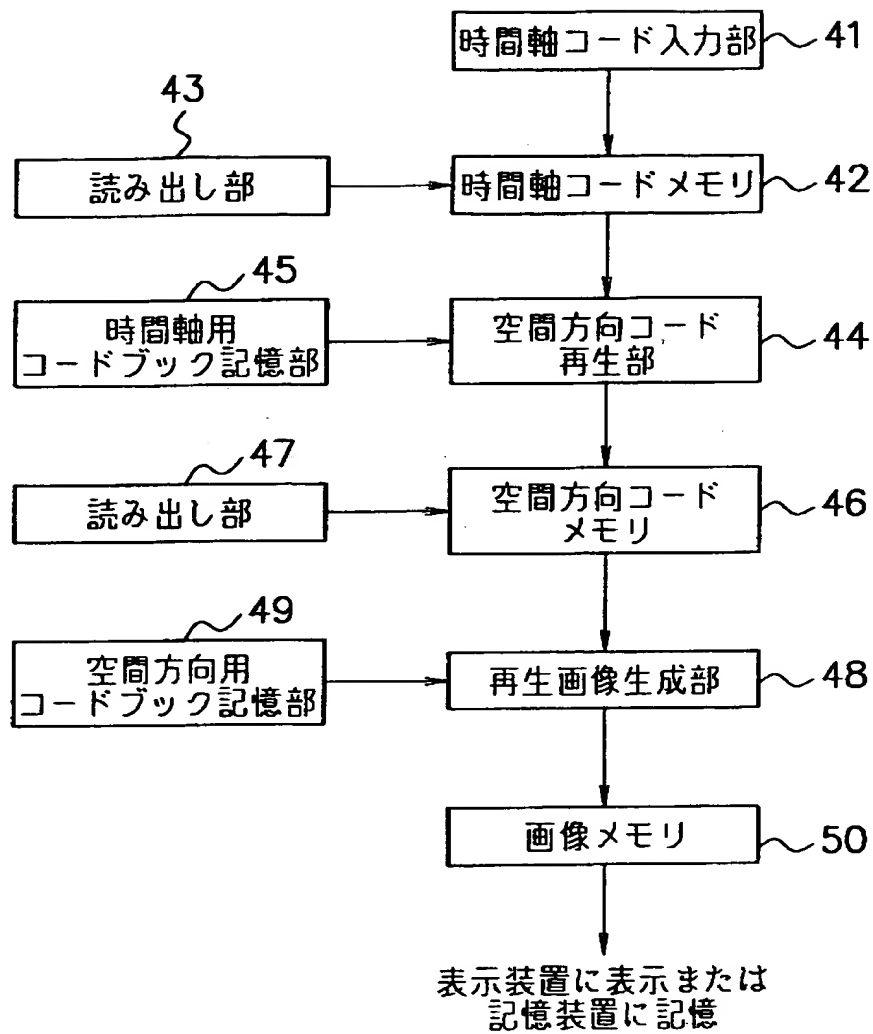 時間軸コード入力部 41
43
読み出し部
時間軸コードメモリ 42
45
時間軸用
コードブック記憶部
空間方向コード
再生部
44
47
読み出し部
空間方向コード
メモリ
46
49
空間方向用
コードブック記憶部
再生画像生成部 48
画像メモリ 50
表示装置に表示または
記憶装置に記憶